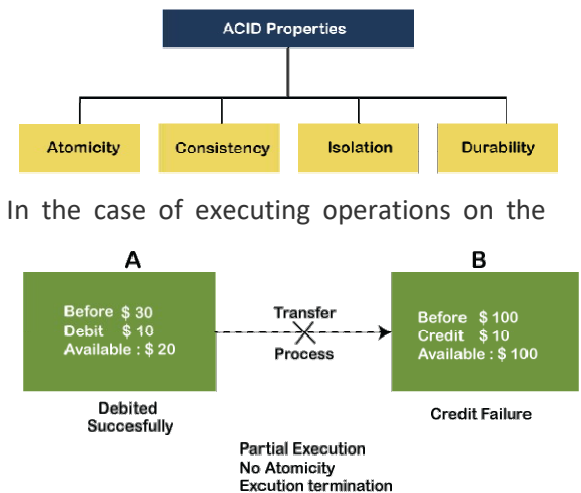 ACID Properties
Atomicity
Consistency
Isolation
Durability
In the case of executing operations on the
A
B
Before $ 30
Debit $ 10
Available : $ 20
Transfer
Process
Before $ 100
Credit $ 10
Available : $ 100
Debited
Succesfully
Credit Failure
Partial Execution
No Atomicity
Excution termination